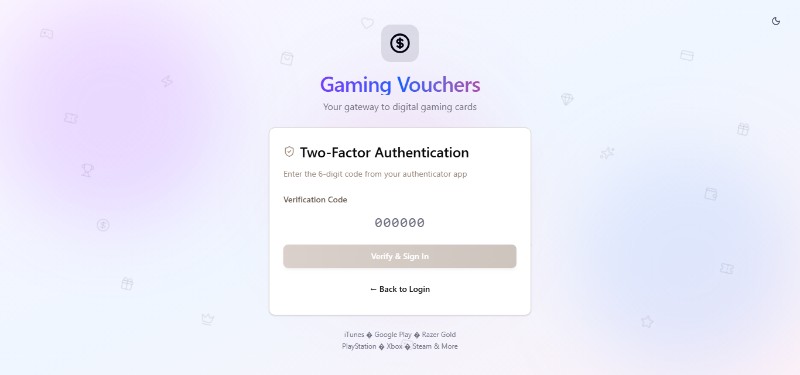 Gaming Vouchers
Your gateway to digital gaming cards
Two-Factor Authentication
Enter the 6-digit code from your authenticator app
Verification Code
000000
Verify & Sign In
← Back to Login
iTunes � Google Play � Razer Gold
PlayStation � Xbox � Steam & More